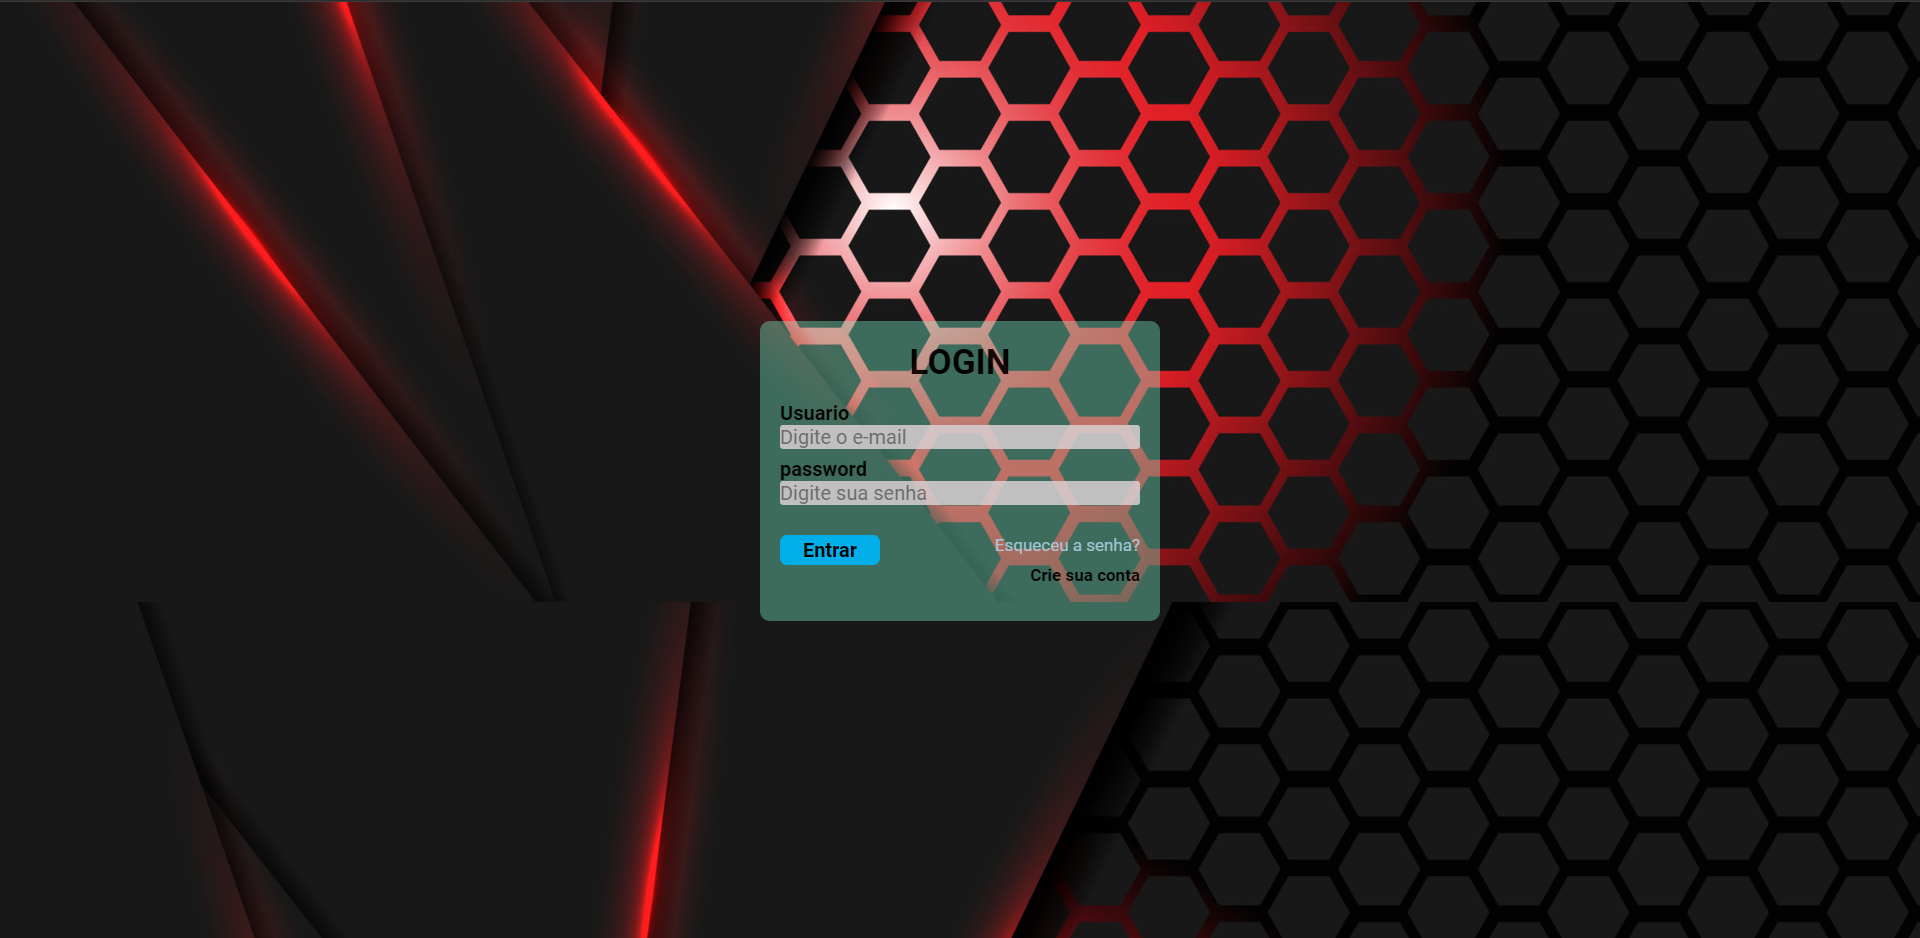 LOGIN
Usuario
Digite o e-mail
password
Digite sua senha
Entrar
Esqueceu a senha?
Crie sua conta